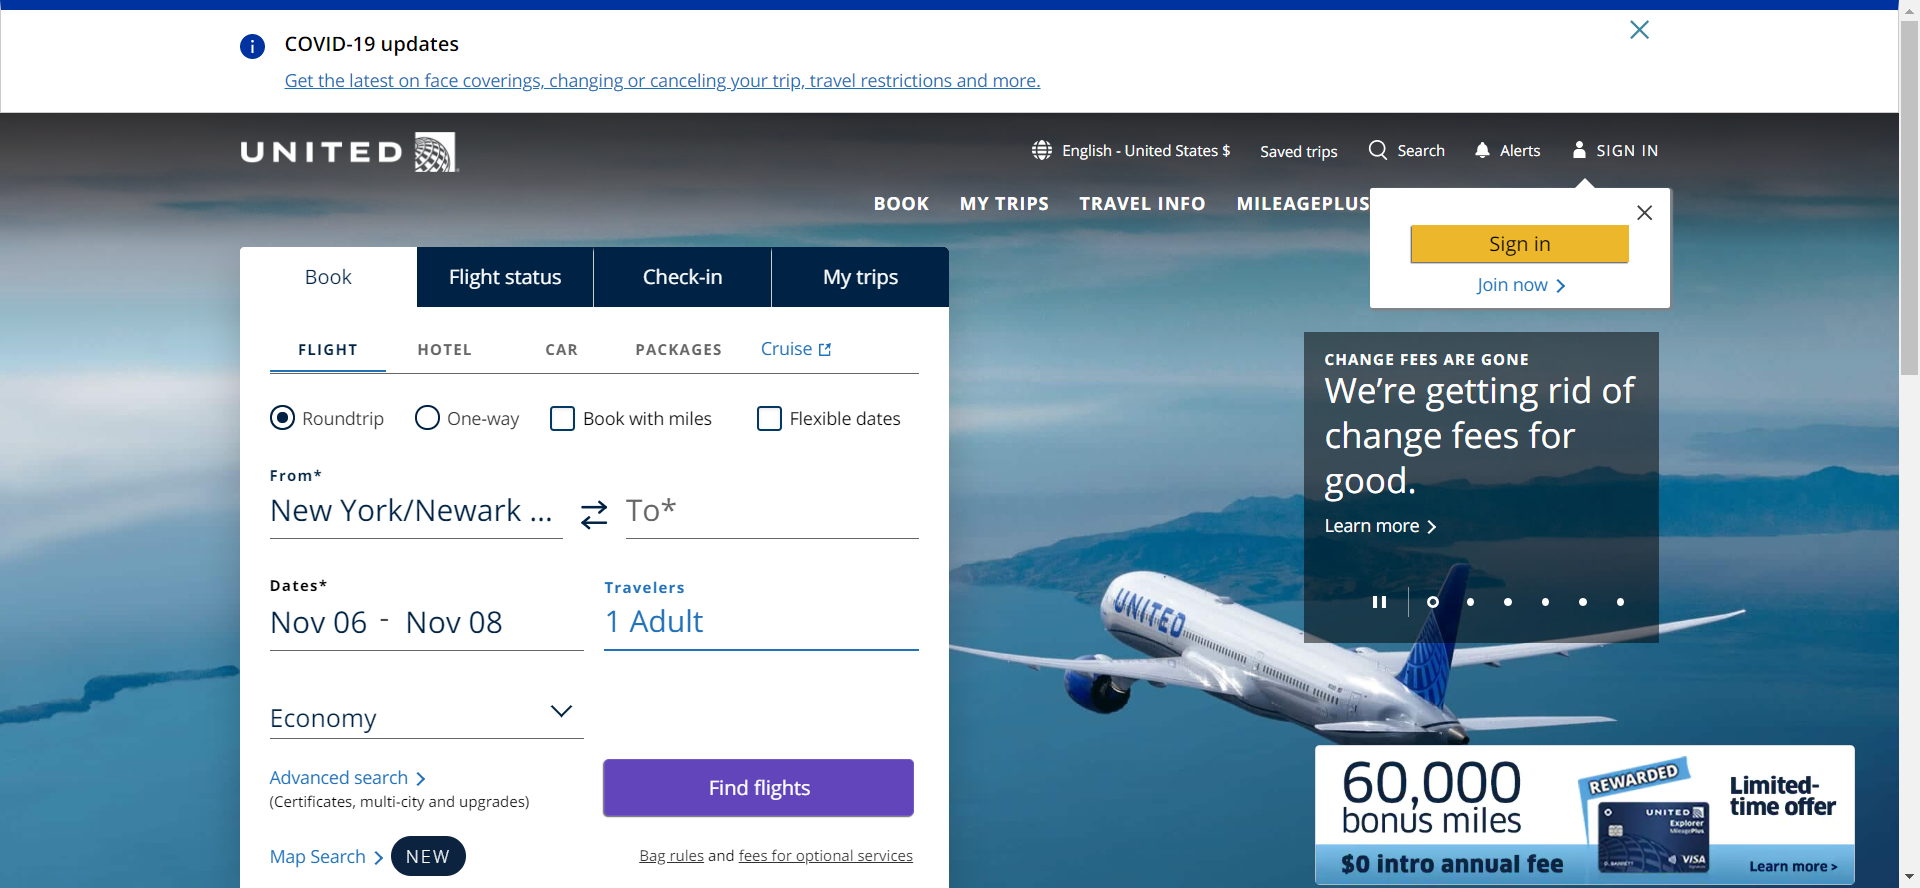 COVID-19 updates
Get the latest on face coverings, changing or canceling your trip, travel restrictions and more.
UNITED
English - United States $
Saved trips
Search
Alerts
SIGN IN
BOOK
MY TRIPS
TRAVEL INFO
MILEAGEPLUS
Sign in
Join now
Book
Flight status
Check-in
My trips
FLIGHT
HOTEL
CAR
PACKAGES
Cruise
Roundtrip
One-way
Book with miles
Flexible dates
From*
New York/Newark ...
To*
Dates*
Nov 06 - Nov 08
Travelers
1 Adult
Economy
Advanced search
(Certificates, multi-city and upgrades)
Find flights
Map Search
NEW
Bag rules and fees for optional services
CHANGE FEES ARE GONE
We’re getting rid of
change fees for
good.
Learn more
UNITED
60,000
bonus miles
$0 intro annual fee
REWARDED
UNITED
Explorer
MileagePlus
VISA
Limited-
time offer
Learn more >